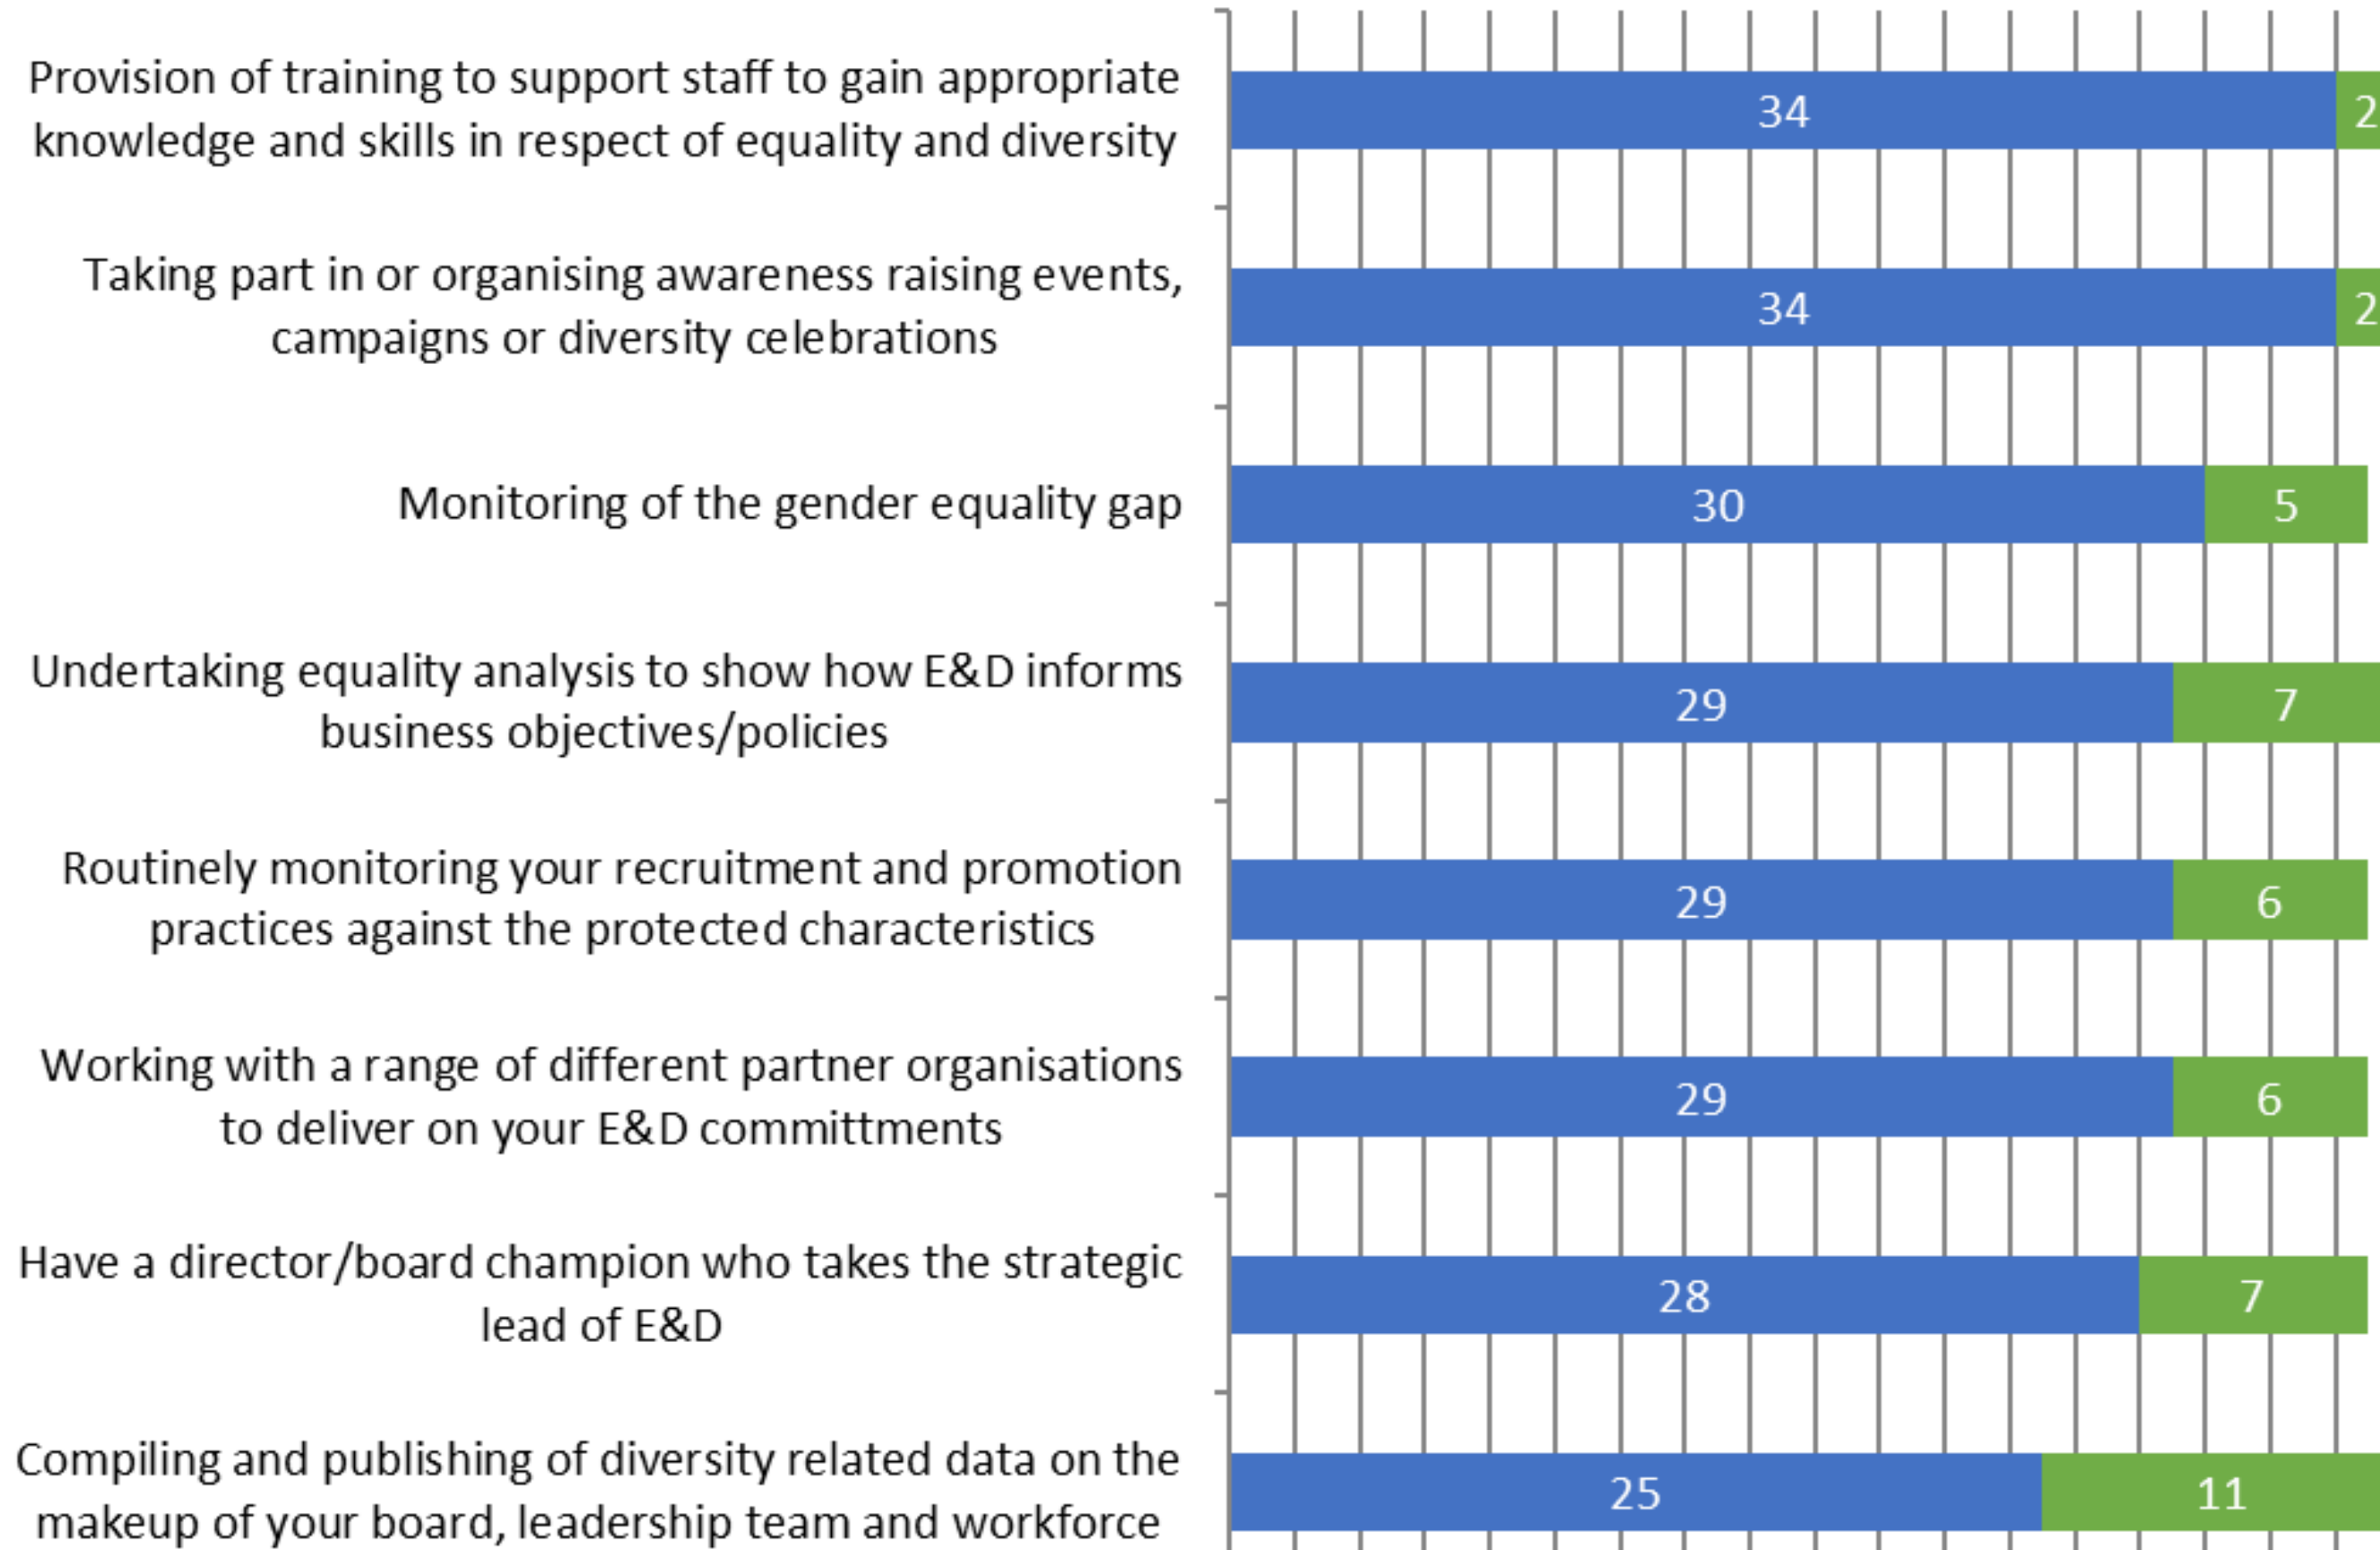 Provision of training to support staff to gain appropriate
knowledge and skills in respect of equality and diversity
34 2
Taking part in or organising awareness raising events,
campaigns or diversity celebrations
34 2
Monitoring of the gender equality gap
30 5
Undertaking equality analysis to show how E&D informs
business objectives/policies
29 7
Routinely monitoring your recruitment and promotion
practices against the protected characteristics
29 6
Working with a range of different partner organisations
to deliver on your E&D committments
29 6
Have a director/board champion who takes the strategic
lead of E&D
28 7
Compiling and publishing of diversity related data on the
makeup of your board, leadership team and workforce
25 11